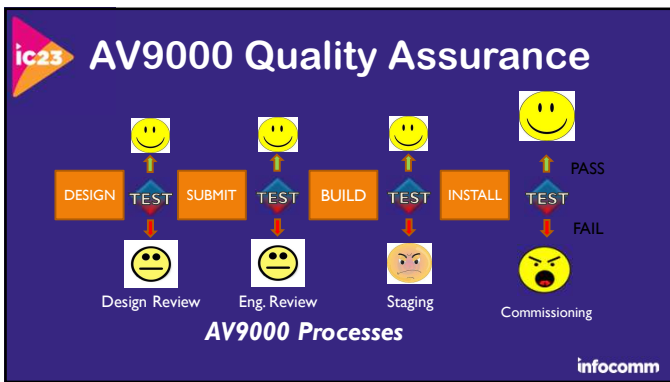 ic23
AV9000 Quality Assurance
PASS
DESIGN TEST SUBMIT TEST BUILD TEST INSTALL TEST
FAIL
Design Review Eng. Review Staging Commissioning
AV9000 Processes
infocomm